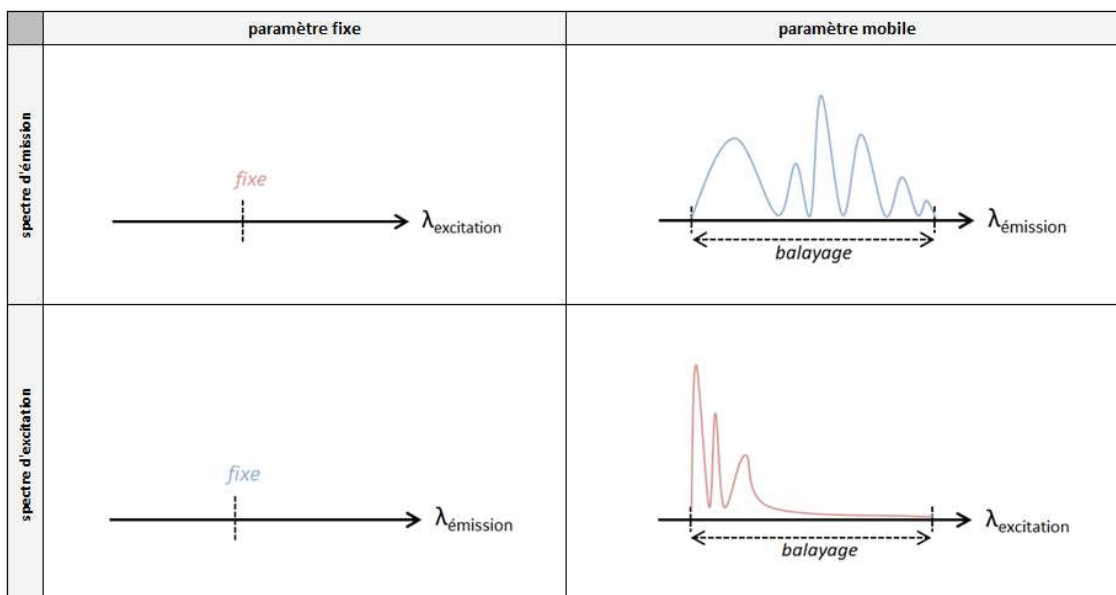 paramètre fixe
paramètre mobile
spectre d'émission
fixe
λexcitation
λémission
balayage
spectre d'excitation
fixe
λémission
λexcitation
balayage